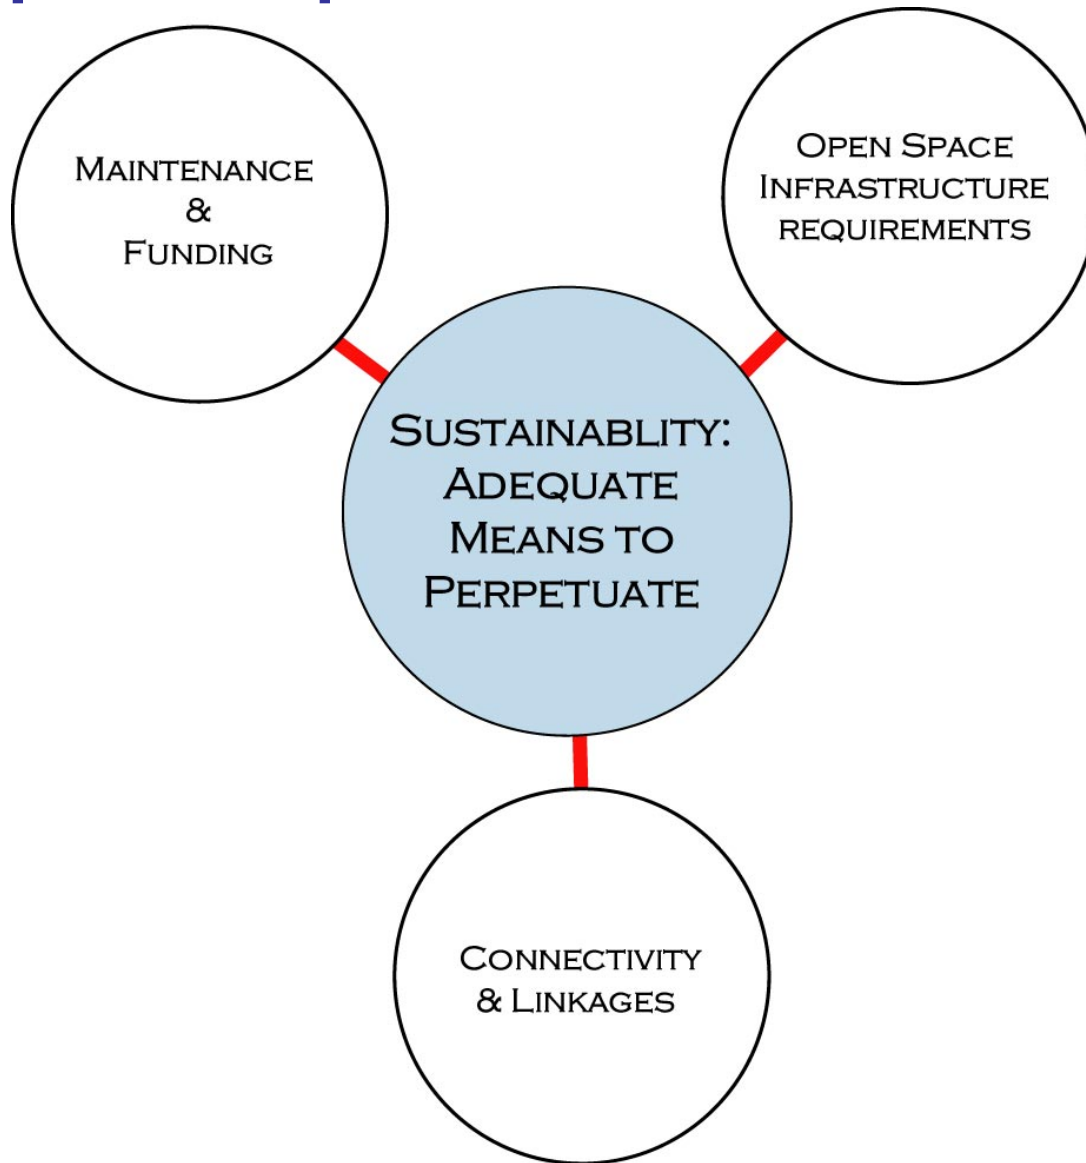 Maintenance
&
Funding
Open Space
Infrastructure
requirements
Sustainablity:
Adequate
Means to
Perpetuate
Connectivity
& Linkages